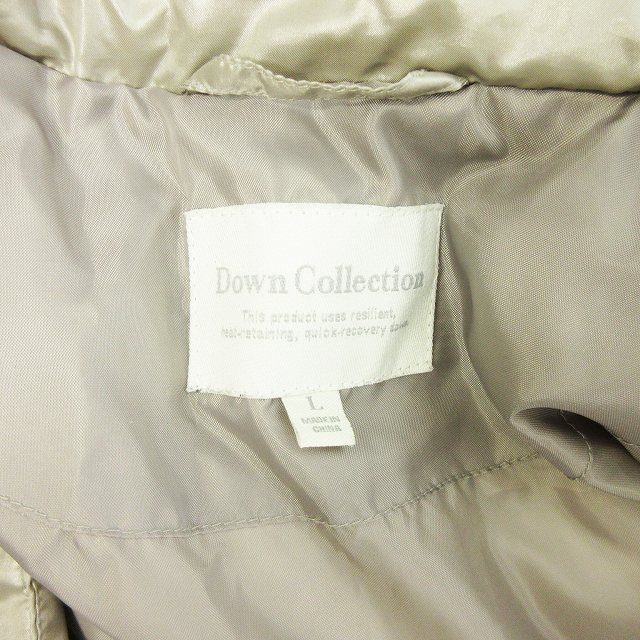 Down Collection
This product uses resilient,
heat-retaining, quick-recovery down.
L
MADE IN
CHINA